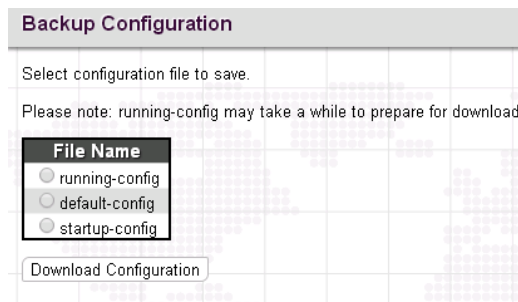 Backup Configuration
Select configuration file to save.
Please note: running-config may take a while to prepare for download
File Name
running-config
default-config
startup-config
Download Configuration